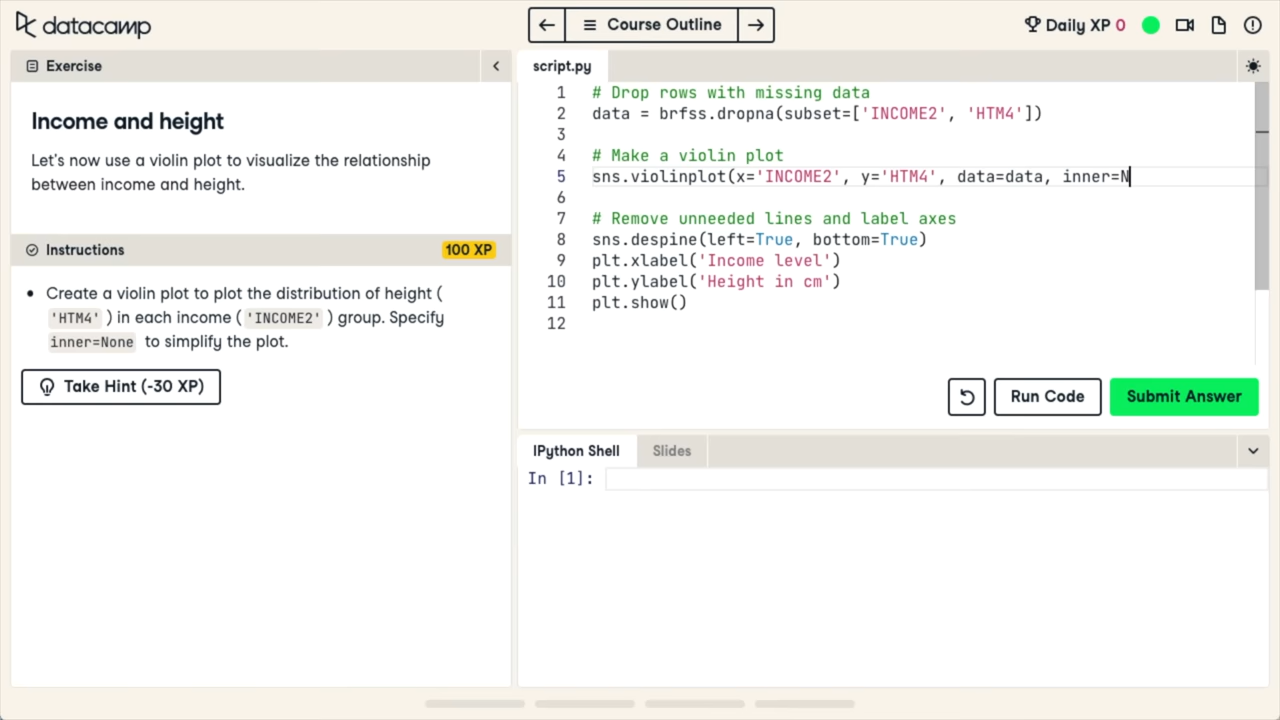 datacamp
Course Outline
Daily XP 0
Exercise
Income and height
Let's now use a violin plot to visualize the relationship
between income and height.
Instructions
100 XP
Create a violin plot to plot the distribution of height (
'HTM4' ) in each income ( 'INCOME2' ) group. Specify
inner=None to simplify the plot.
Take Hint (-30 XP)
script.py
1 # Drop rows with missing data
2 data = brfss.dropna(subset=['INCOME2', 'HTM4'])
3
4 # Make a violin plot
5 sns.violinplot(x='INCOME2', y='HTM4', data=data, inner=N
6
7 # Remove unneeded lines and label axes
8 sns.despine(left=True, bottom=True)
9 plt.xlabel('Income level')
10 plt.ylabel('Height in cm')
11 plt.show()
12
Run Code
Submit Answer
IPython Shell
Slides
In [1]: